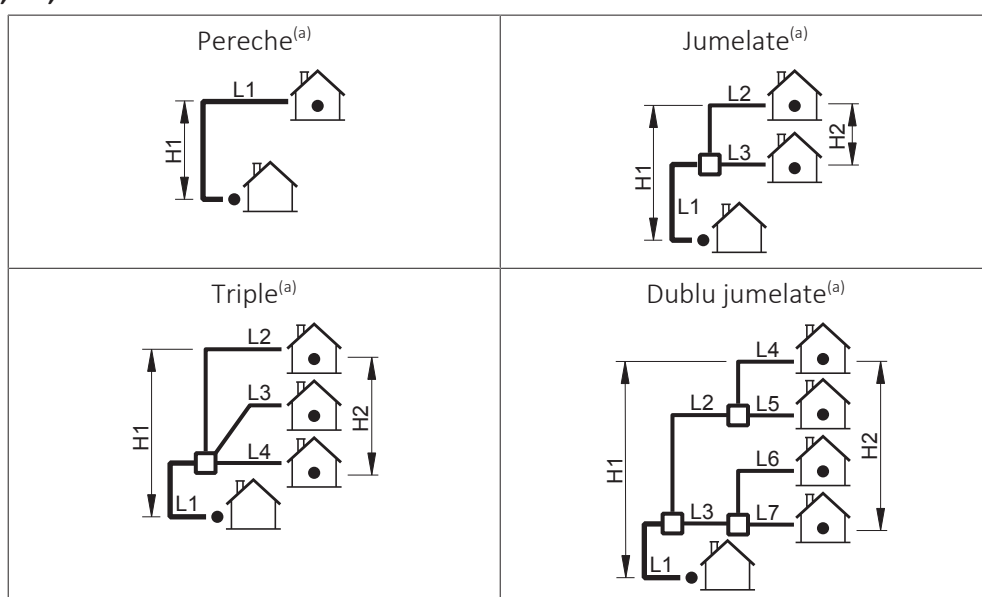 Pereche(a)
L1
H1
Jumelate(a)
L2
L3
H2
H1
L1
Triple(a)
L2
L3
L4
H2
H1
L1
Dublu jumelate(a)
L4
L2
L5
L6
L3
L7
H2
H1
L1